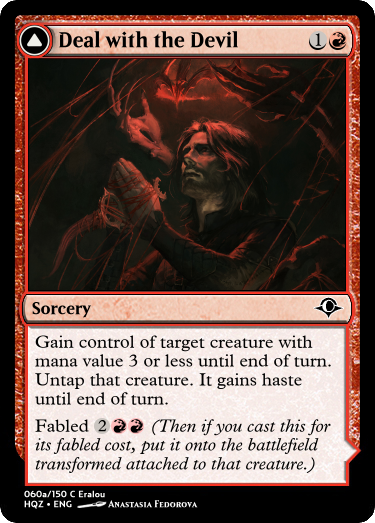 Deal with the Devil 1
Sorcery
Gain control of target creature with
mana value 3 or less until end of turn.
Untap that creature. It gains haste
until end of turn.
Fabled 2 (Then if you cast this for
its fabled cost, put it onto the battlefield
transformed attached to that creature.)
060a/150 C Eralou
HQZ • ENG Anastasia Fedorova